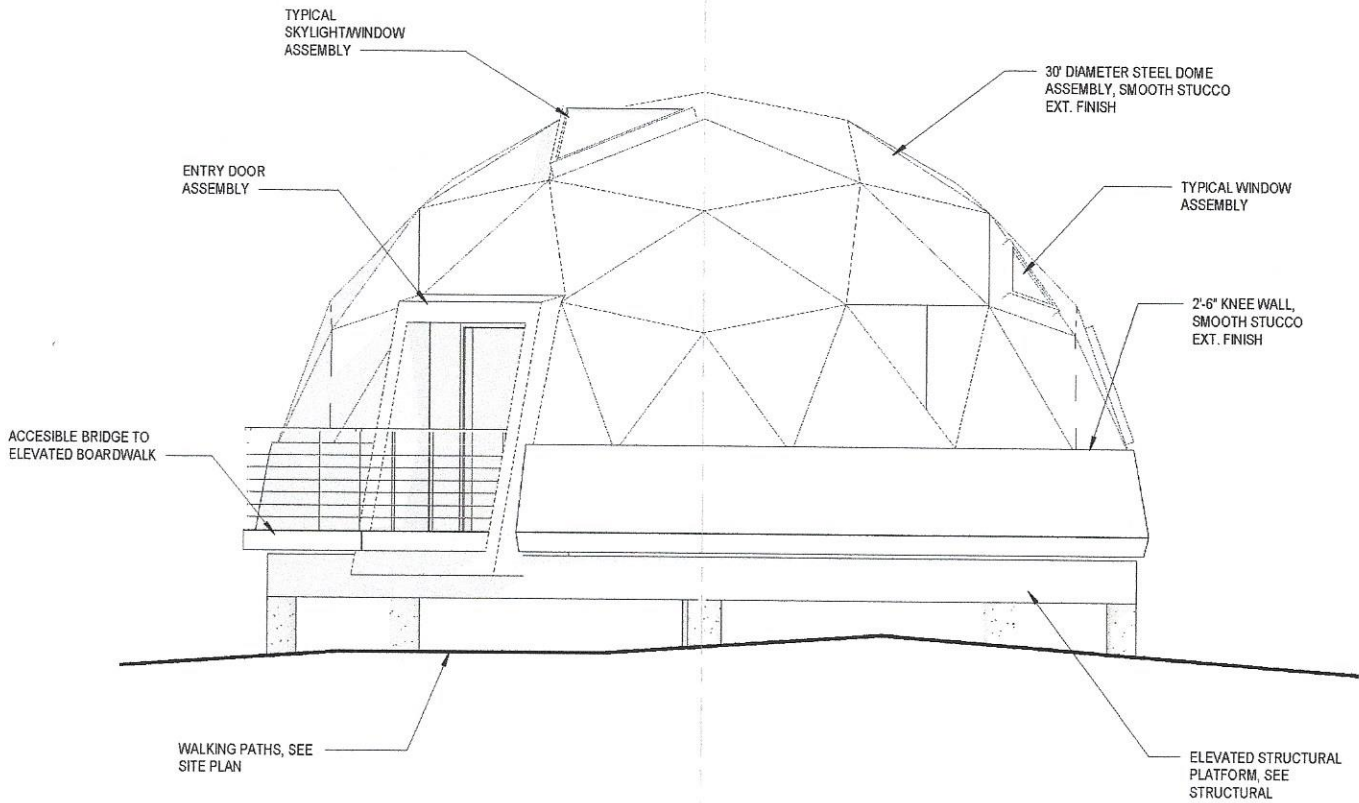 TYPICAL
SKYLIGHT/WINDOW
ASSEMBLY
30' DIAMETER STEEL DOME
ASSEMBLY, SMOOTH STUCCO
EXT. FINISH
ENTRY DOOR
ASSEMBLY
TYPICAL WINDOW
ASSEMBLY
2'-6" KNEE WALL,
SMOOTH STUCCO
EXT. FINISH
ACCESIBLE BRIDGE TO
ELEVATED BOARDWALK
WALKING PATHS, SEE
SITE PLAN
ELEVATED STRUCTURAL
PLATFORM, SEE
STRUCTURAL